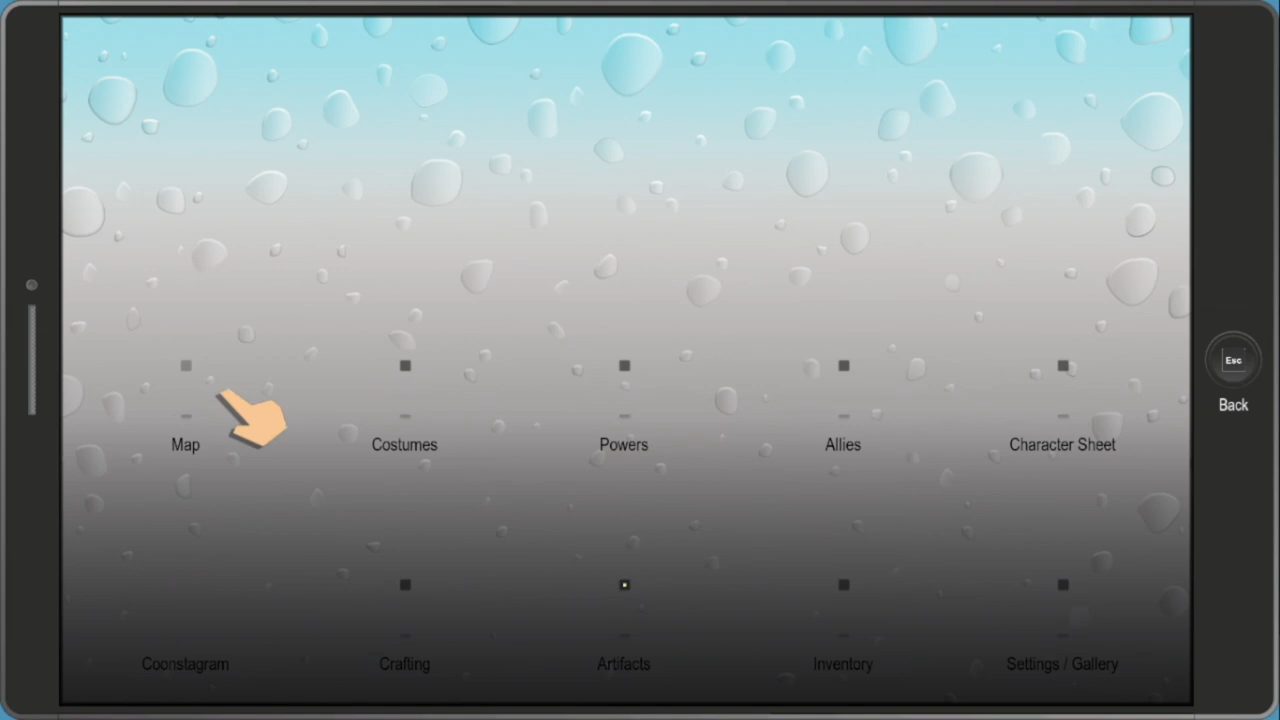 Esc
Back
Map
Costumes
Powers
Allies
Character Sheet
Coonstagram
Crafting
Artifacts
Inventory
Settings / Gallery